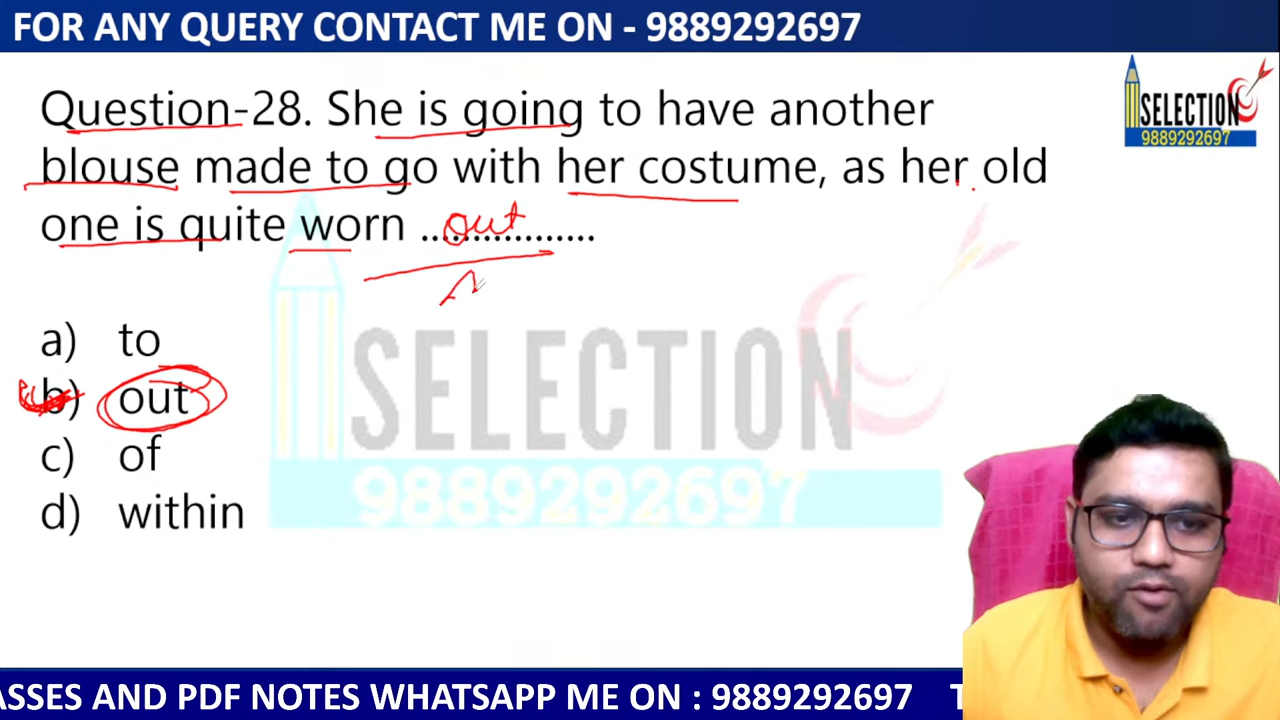 FOR ANY QUERY CONTACT ME ON - 9889292697
SELECTION
9889292697
Question-28. She is going to have another
blouse made to go with her costume, as her old
one is quite worn .................
out
a) to
b) out
c) of
d) within
SELECTION
9889292697
ASSES AND PDF NOTES WHATSAPP ME ON : 9889292697 T